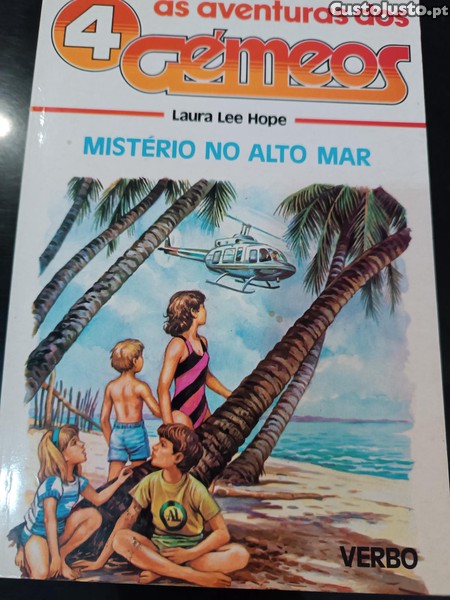 CustoJusto.pt
4
as aventuras dos
Gémeos
Laura Lee Hope
MISTÉRIO NO ALTO MAR
VERBO